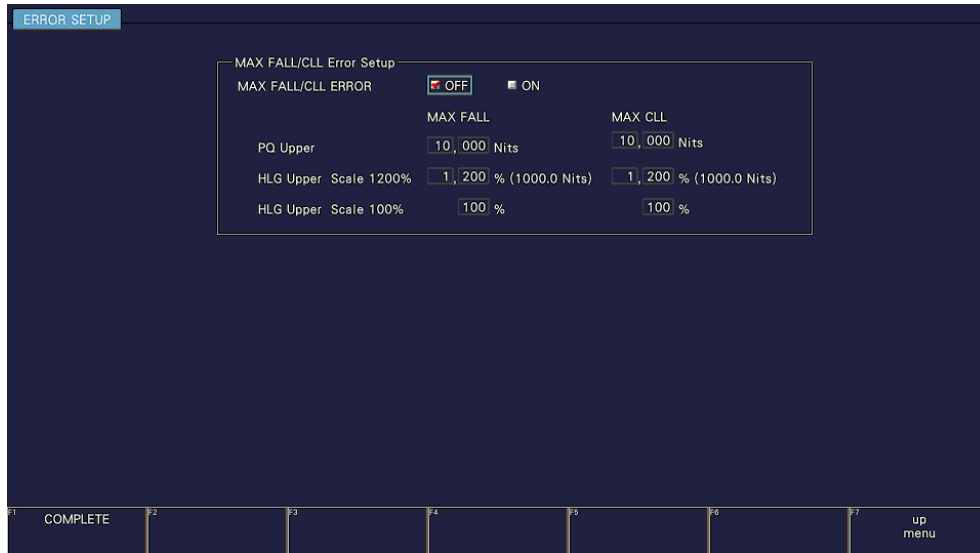 ERROR SETUP
MAX FALL/CLL Error Setup
MAX FALL/CLL ERROR OFF ON
MAX FALL MAX CLL
PQ Upper 10,000 Nits 10,000 Nits
HLG Upper Scale 1200% 1,200 % (1000.0 Nits) 1,200 % (1000.0 Nits)
HLG Upper Scale 100% 100 % 100 %
F1 COMPLETE F2 F3 F4 F5 F6 F7 up
menu